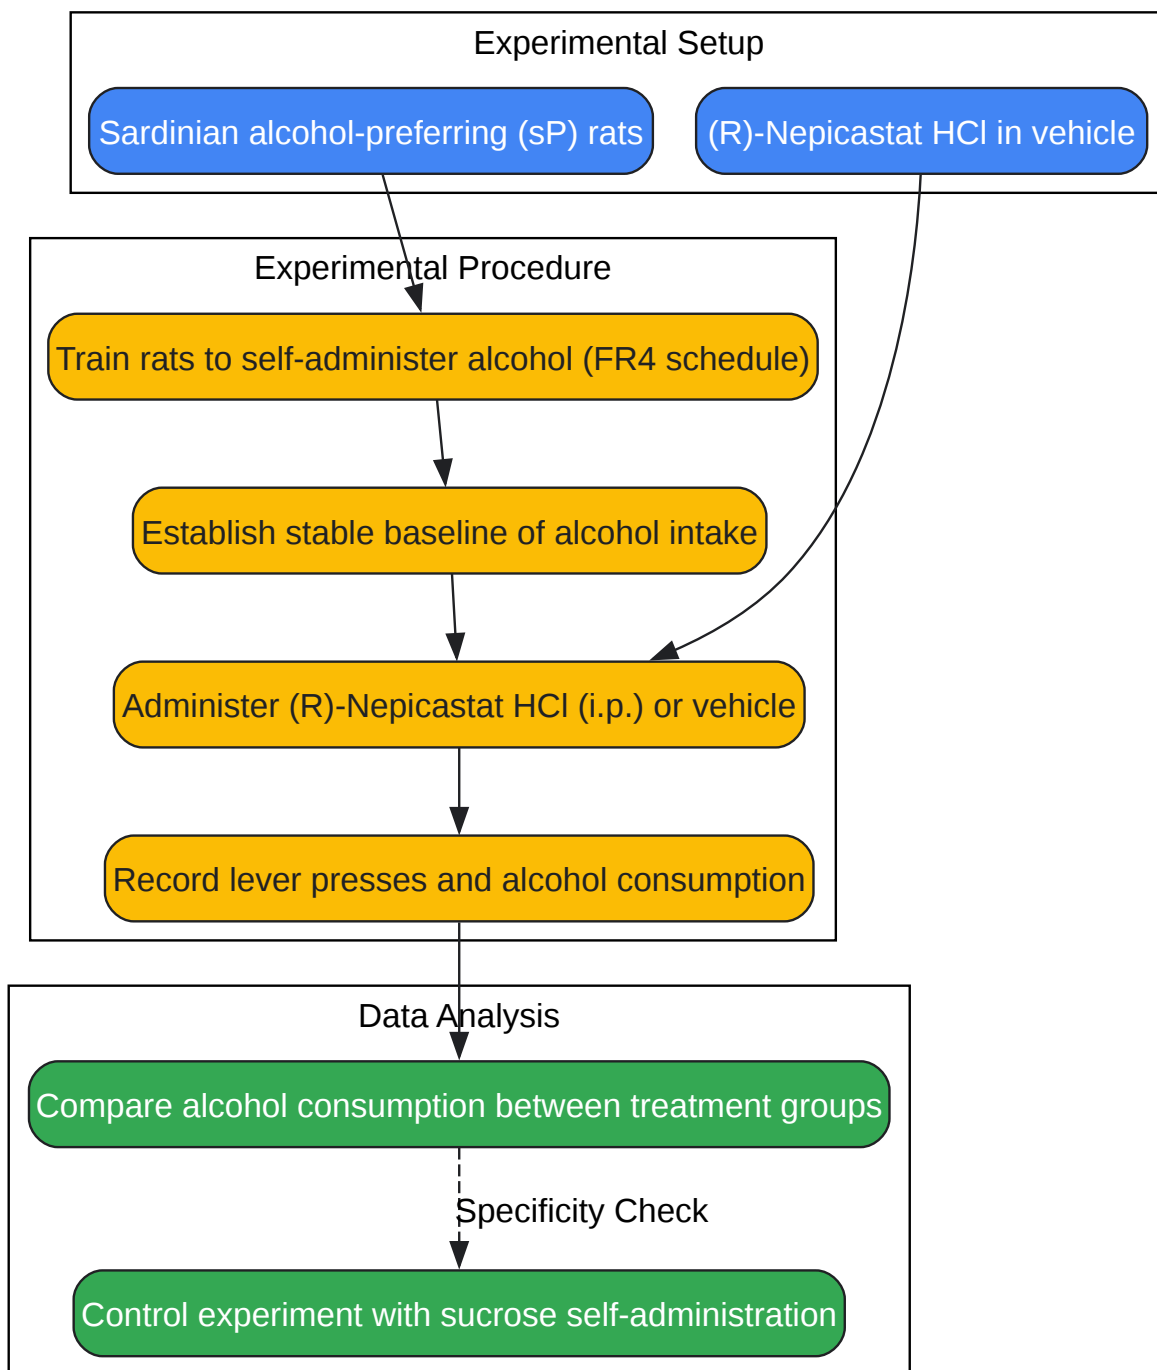 Experimental Setup
Sardinian alcohol-preferring (sP) rats
(R)-Nepicastat HCl in vehicle
Experimental Procedure
Train rats to self-administer alcohol (FR4 schedule)
Establish stable baseline of alcohol intake
Administer (R)-Nepicastat HCl (i.p.) or vehicle
Record lever presses and alcohol consumption
Data Analysis
Compare alcohol consumption between treatment groups
Specificity Check
Control experiment with sucrose self-administration